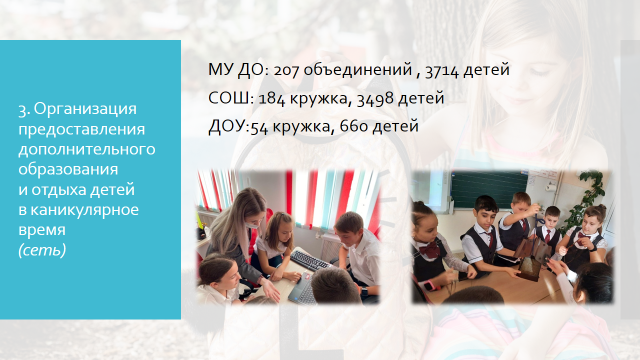 3. Организация
предоставления
дополнительного
образования
и отдыха детей
в каникулярное
время
(сеть)
МУ ДО: 207 объединений , 3714 детей
СОШ: 184 кружка, 3498 детей
ДОУ:54 кружка, 660 детей